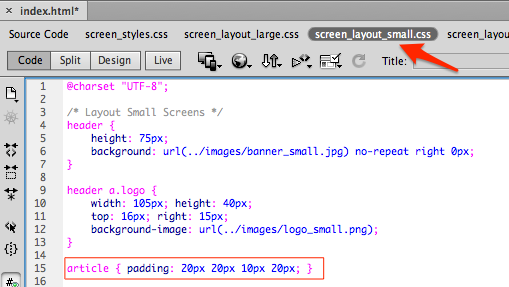 index.html*
Source Code screen_styles.css screen_layout_large.css screen_layout_small.css screen_layou
Code Split Design Live Title:
1 @charset "UTF-8";
2
3 /* Layout Small Screens */
4 header {
5 height: 75px;
6 background: url(../images/banner_small.jpg) no-repeat right 0px;
7 }
8
9 header a.logo {
10 width: 105px; height: 40px;
11 top: 16px; right: 15px;
12 background-image: url(../images/logo_small.png);
13 }
14
15 article { padding: 20px 20px 10px 20px; }
16